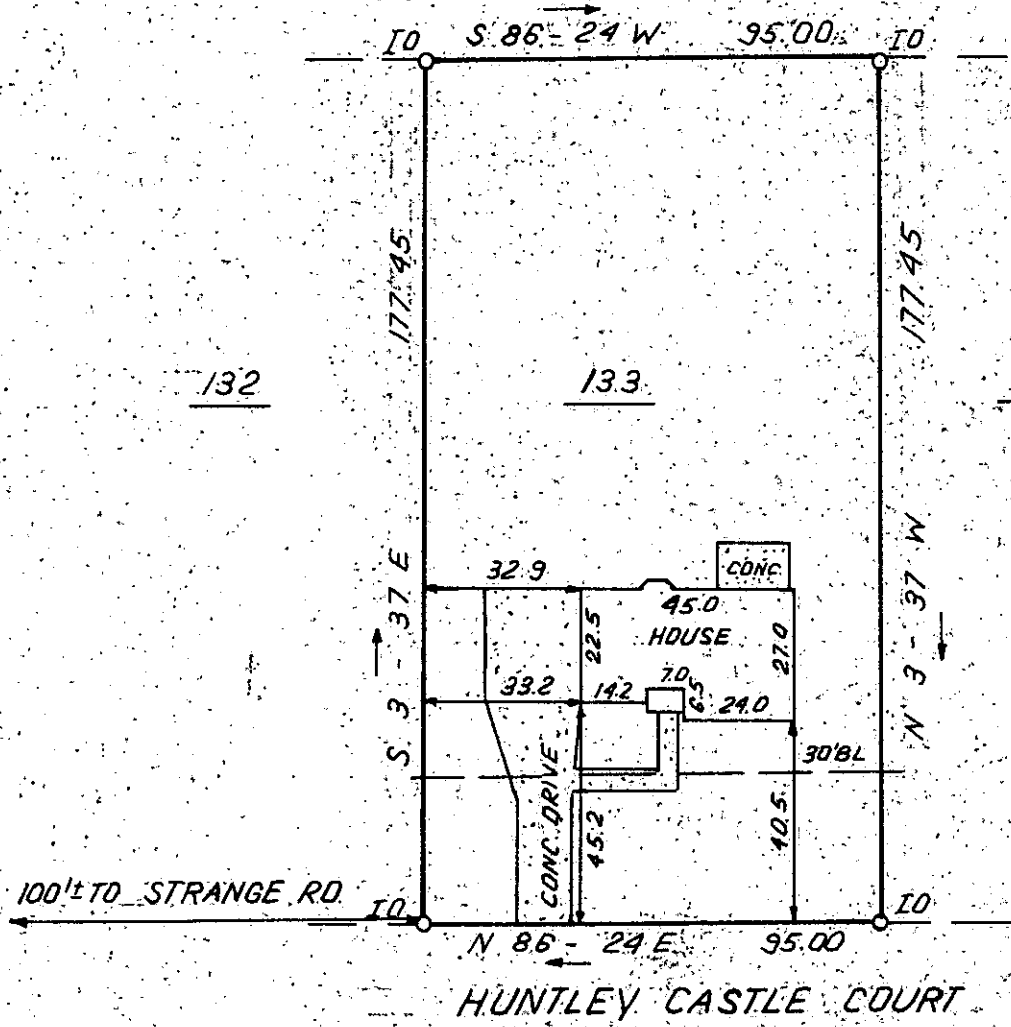 S 86 - 24 W 95.00
IO
IO
177.45
177.45
132
133
S 3 - 37 E
N 3 - 37 W
32.9
CONC
45.0
HOUSE
22.5
27.0
33.2
14.2
7.0
6.5
24.0
30'BL
CONC. DRIVE
45.2
40.5
100'± TO STRANGE RD.
IO
IO
N 86 - 24 E 95.00
HUNTLEY CASTLE COURT